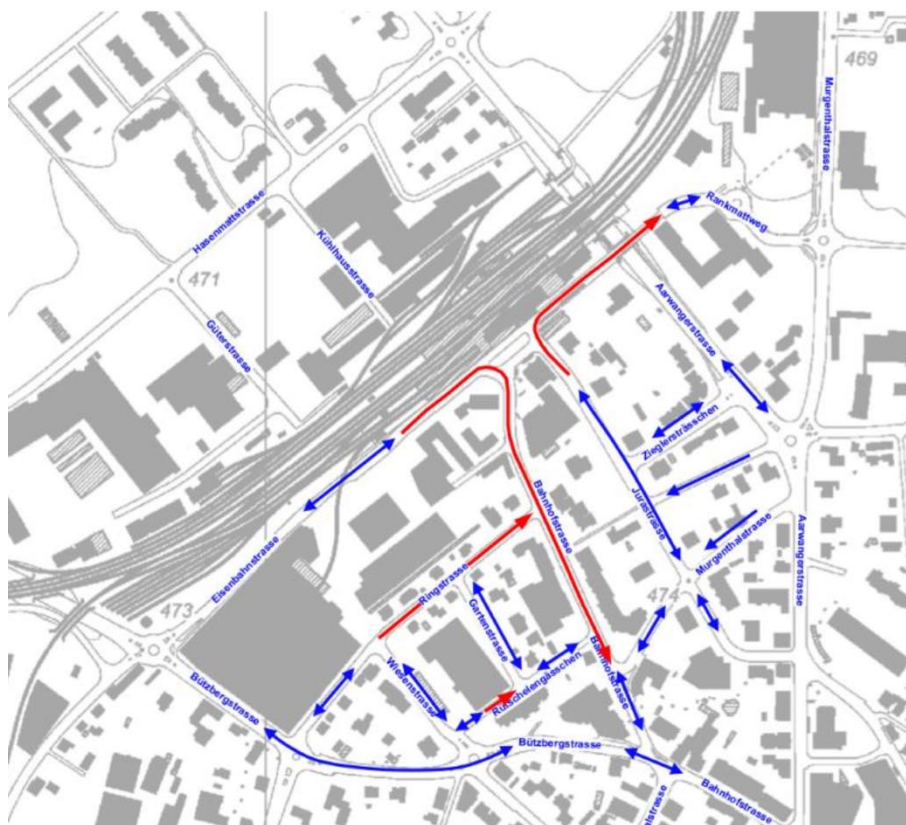 469
Murgenthalstrasse
Rankmattweg
Hasenmattstrasse
Kühlhausstrasse
471
Güterstrasse
Aarwangerstrasse
Zieglersträsschen
Bahnhofstrasse
Jurastrasse
Murgenthalstrasse
Aarwangerstrasse
Eisenbahnstrasse
Ringstrasse
473
Gartenstrasse
474
Wiesenstrasse
Rütschelengässchen
Bahnhofstrasse
Bützbergstrasse
Bützbergstrasse
Bahnhofstrasse
alstrasse